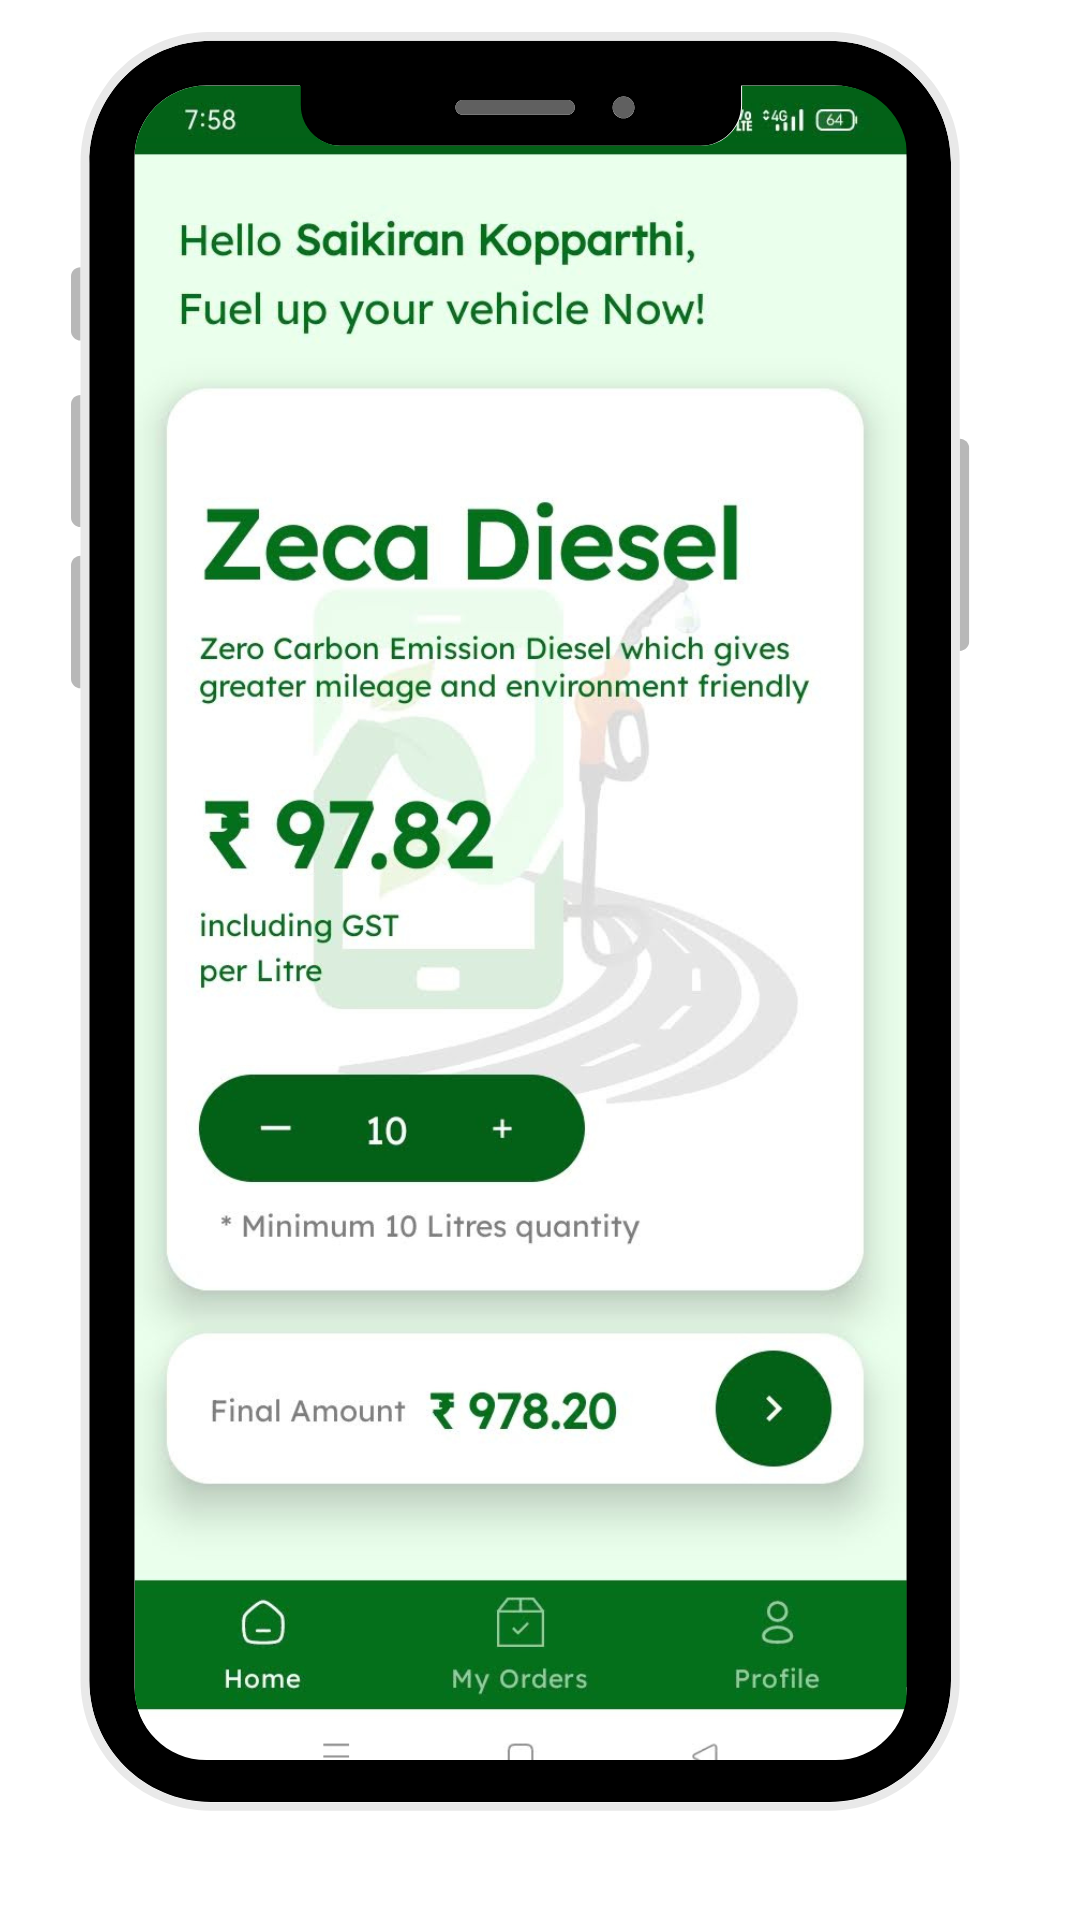 7:58
4G
64
Hello Saikiran Kopparthi,
Fuel up your vehicle Now!
Zeca Diesel
Zero Carbon Emission Diesel which gives
greater mileage and environment friendly
₹ 97.82
including GST
per Litre
− 10 +
* Minimum 10 Litres quantity
Final Amount ₹ 978.20
Home My Orders Profile